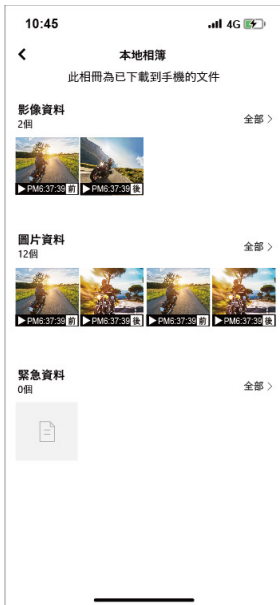 10:45
4G
本地相簿
此相冊為已下載到手機的文件
影像資料
2個
全部
PM6:37:39 前
PM6:37:39 後
圖片資料
12個
全部
PM6:37:39 前
PM6:37:39 後
PM6:37:39 前
PM6:37:39 後
緊急資料
0個
全部